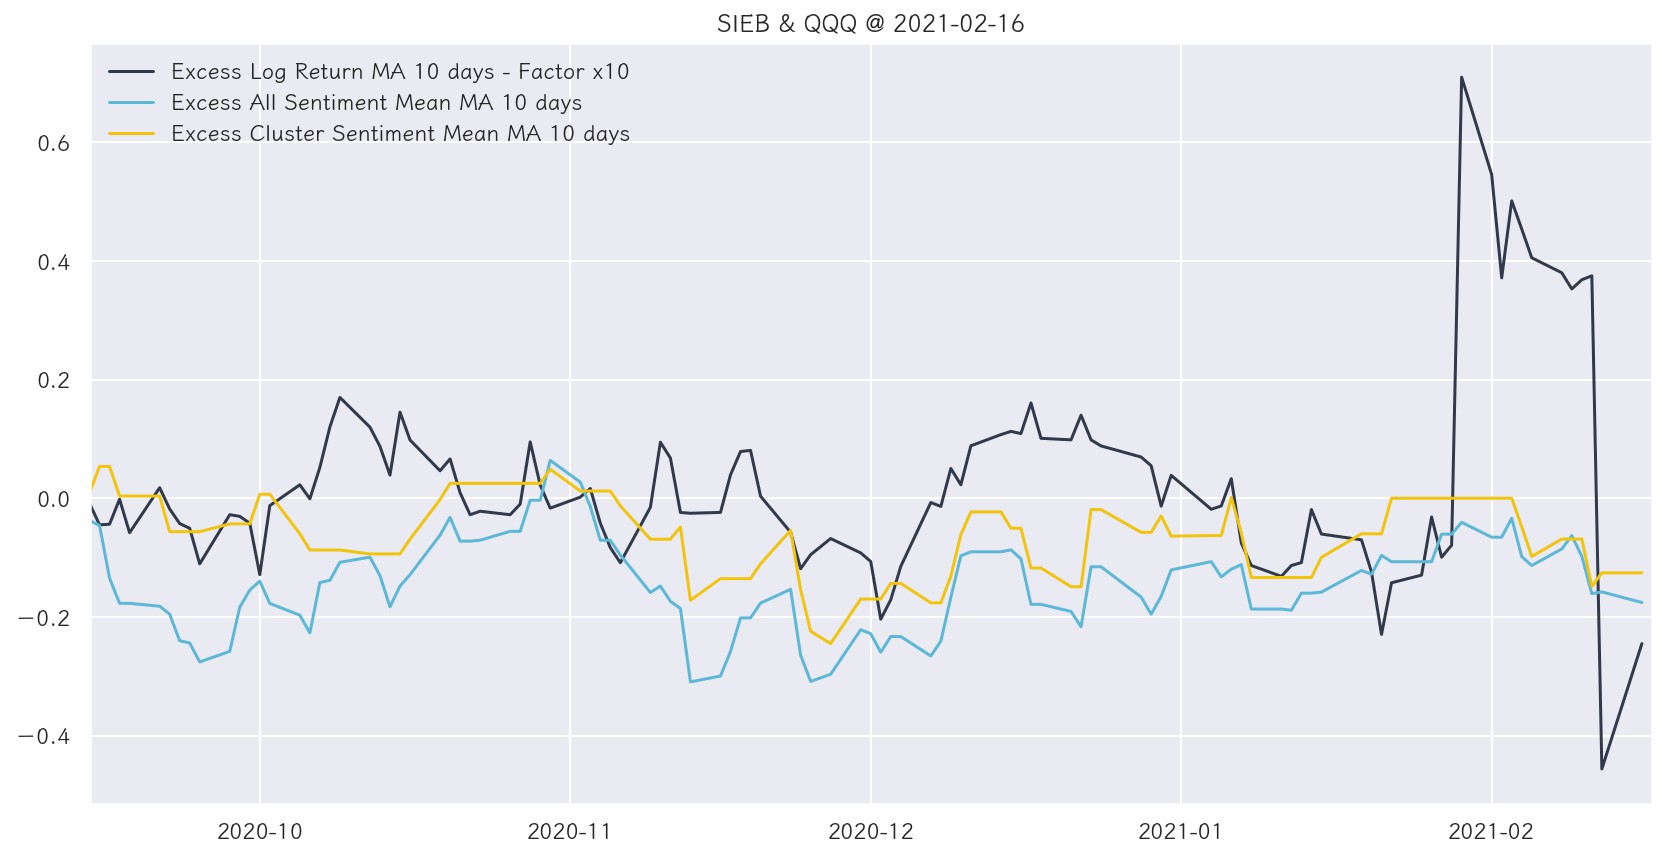 SIEB & QQQ @ 2021-02-16
Excess Log Return MA 10 days - Factor x10
Excess All Sentiment Mean MA 10 days
Excess Cluster Sentiment Mean MA 10 days
0.6
0.4
0.2
0.0
−0.2
−0.4
2020-10 2020-11 2020-12 2021-01 2021-02